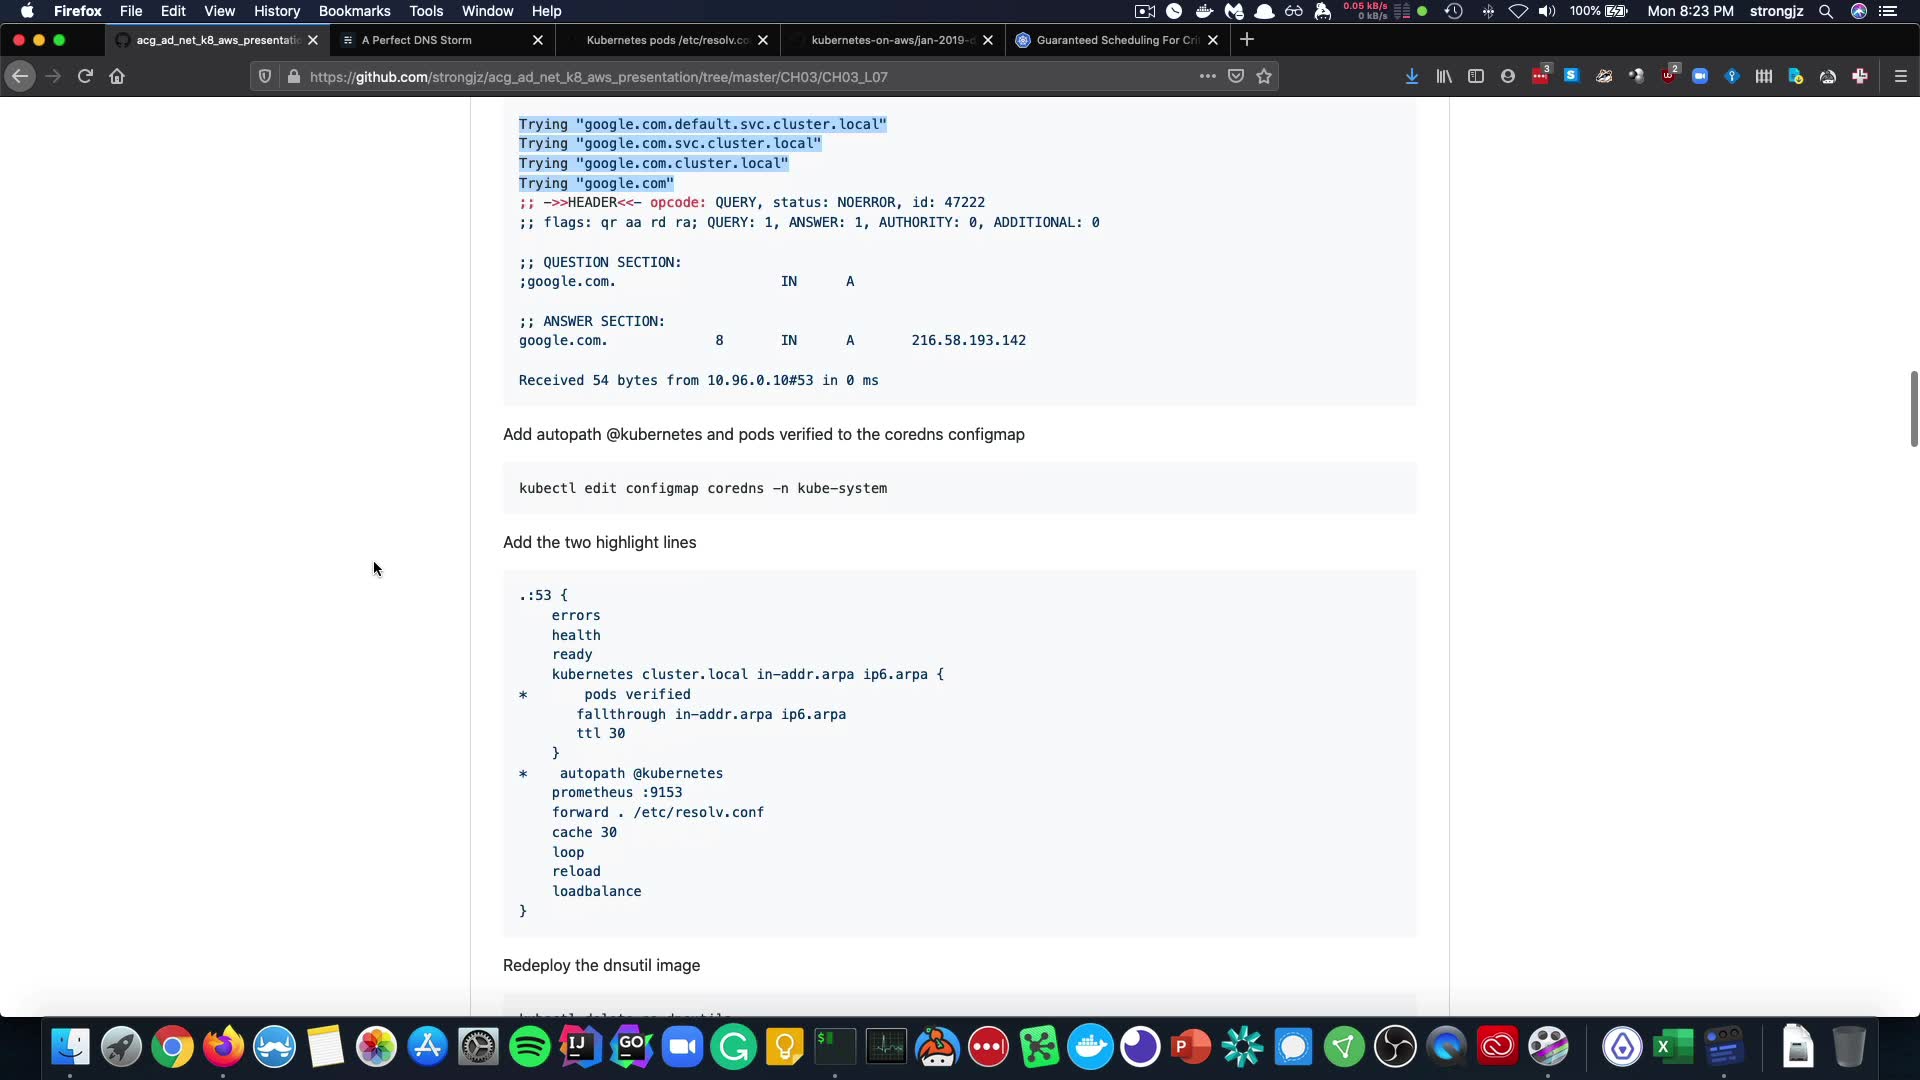 Firefox File Edit View History Bookmarks Tools Window Help
0.05 kB/s
0 kB/s
100%
Mon 8:23 PM strongjz
acg_ad_net_k8_aws_presentatio
A Perfect DNS Storm
Kubernetes pods /etc/resolv.co
kubernetes-on-aws/jan-2019-d
Guaranteed Scheduling For Cri
https://github.com/strongjz/acg_ad_net_k8_aws_presentation/tree/master/CH03/CH03_L07
3
2
Trying "google.com.default.svc.cluster.local"
Trying "google.com.svc.cluster.local"
Trying "google.com.cluster.local"
Trying "google.com"
;; ->>HEADER<<- opcode: QUERY, status: NOERROR, id: 47222
;; flags: qr aa rd ra; QUERY: 1, ANSWER: 1, AUTHORITY: 0, ADDITIONAL: 0
;; QUESTION SECTION:
;google.com. IN A
;; ANSWER SECTION:
google.com. 8 IN A 216.58.193.142
Received 54 bytes from 10.96.0.10#53 in 0 ms
Add autopath @kubernetes and pods verified to the coredns configmap
kubectl edit configmap coredns -n kube-system
Add the two highlight lines
.:53 {
errors
health
ready
kubernetes cluster.local in-addr.arpa ip6.arpa {
* pods verified
fallthrough in-addr.arpa ip6.arpa
ttl 30
}
* autopath @kubernetes
prometheus :9153
forward . /etc/resolv.conf
cache 30
loop
reload
loadbalance
}
Redeploy the dnsutil image